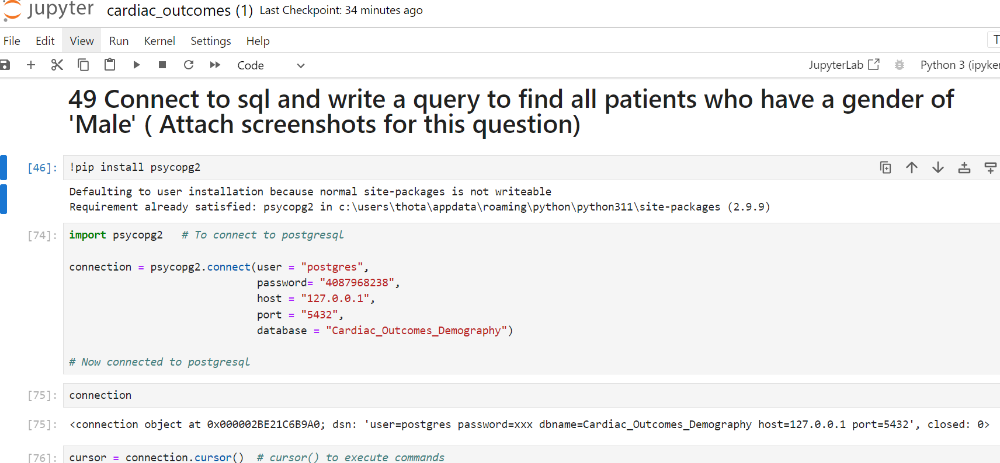 jupyter cardiac_outcomes (1) Last Checkpoint: 34 minutes ago
File Edit View Run Kernel Settings Help
Code JupyterLab Python 3 (ipyker
49 Connect to sql and write a query to find all patients who have a gender of
'Male' ( Attach screenshots for this question)
[46]: !pip install psycopg2
Defaulting to user installation because normal site-packages is not writeable
Requirement already satisfied: psycopg2 in c:\users\thota\appdata\roaming\python\python311\site-packages (2.9.9)
[74]: import psycopg2   # To connect to postgresql
connection = psycopg2.connect(user = "postgres",
password= "4087968238",
host = "127.0.0.1",
port = "5432",
database = "Cardiac_Outcomes_Demography")
# Now connected to postgresql
[75]: connection
[75]: <connection object at 0x000002BE21C6B9A0; dsn: 'user=postgres password=xxx dbname=Cardiac_Outcomes_Demography host=127.0.0.1 port=5432', closed: 0>
[76]: cursor = connection.cursor()  # cursor() to execute commands